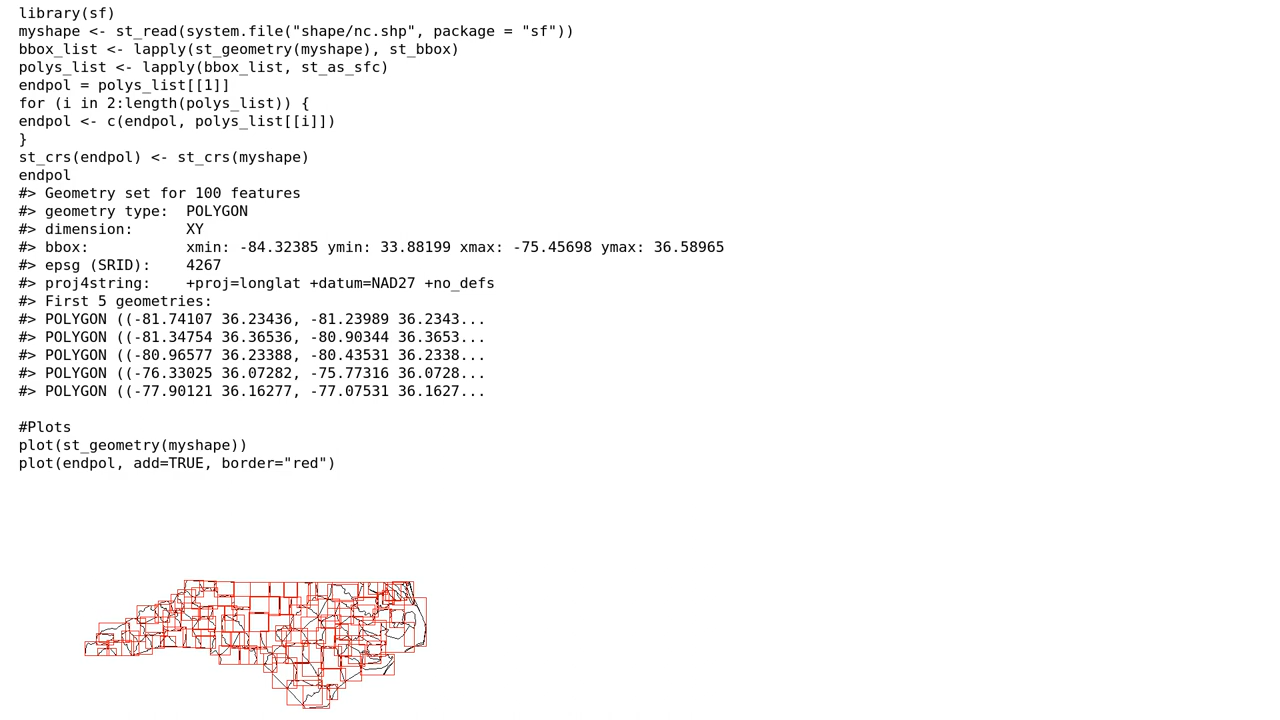 library(sf)
myshape <- st_read(system.file("shape/nc.shp", package = "sf"))
bbox_list <- lapply(st_geometry(myshape), st_bbox)
polys_list <- lapply(bbox_list, st_as_sfc)
endpol = polys_list[[1]]
for (i in 2:length(polys_list)) {
endpol <- c(endpol, polys_list[[i]])
}
st_crs(endpol) <- st_crs(myshape)
endpol
#> Geometry set for 100 features
#> geometry type:  POLYGON
#> dimension:      XY
#> bbox:           xmin: -84.32385 ymin: 33.88199 xmax: -75.45698 ymax: 36.58965
#> epsg (SRID):    4267
#> proj4string:    +proj=longlat +datum=NAD27 +no_defs
#> First 5 geometries:
#> POLYGON ((-81.74107 36.23436, -81.23989 36.2343...
#> POLYGON ((-81.34754 36.36536, -80.90344 36.3653...
#> POLYGON ((-80.96577 36.23388, -80.43531 36.2338...
#> POLYGON ((-76.33025 36.07282, -75.77316 36.0728...
#> POLYGON ((-77.90121 36.16277, -77.07531 36.1627...
#Plots
plot(st_geometry(myshape))
plot(endpol, add=TRUE, border="red")